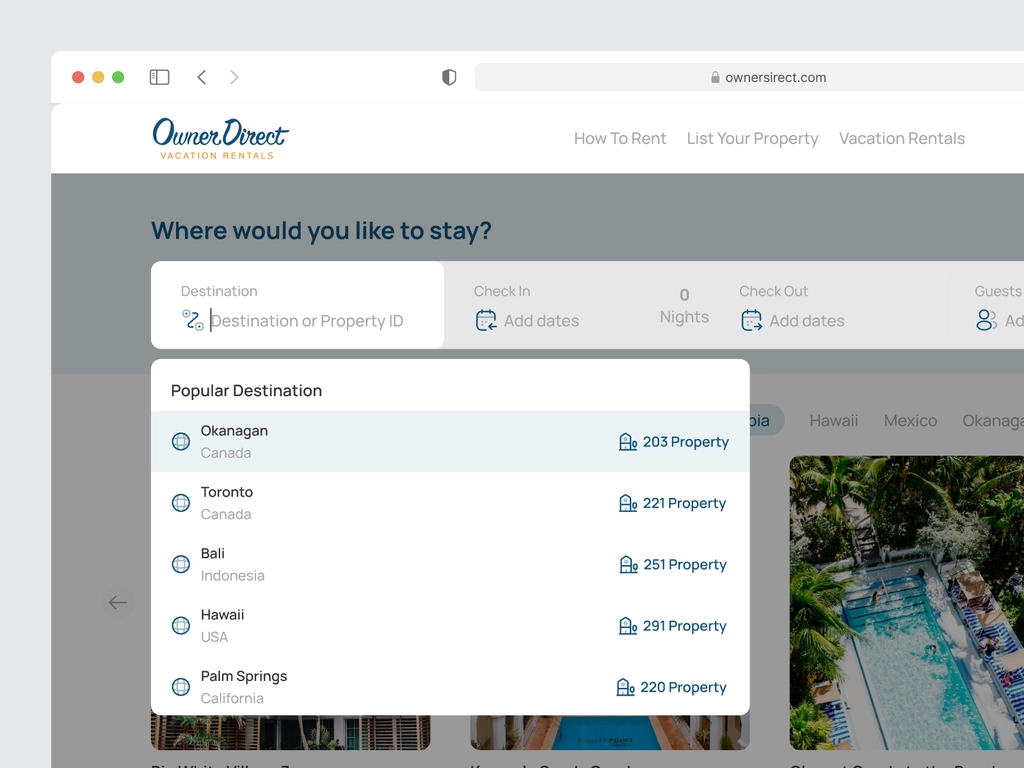 ownersirect.com
Owner Direct
VACATION RENTALS
How To Rent
List Your Property
Vacation Rentals
Where would you like to stay?
Destination
Destination or Property ID
Check In
Add dates
0
Nights
Check Out
Add dates
Guests
Ad
Popular Destination
Okanagan
Canada
203 Property
Toronto
Canada
221 Property
Bali
Indonesia
251 Property
Hawaii
USA
291 Property
Palm Springs
California
220 Property
bia
Hawaii
Mexico
Okanaga